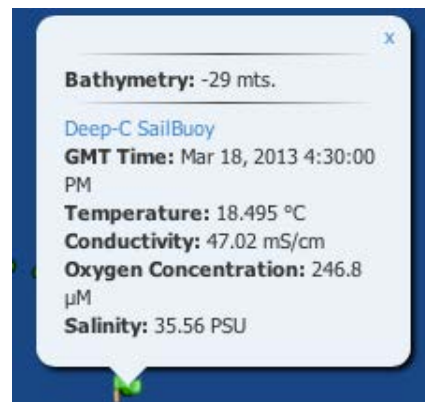 x
Bathymetry: -29 mts.
Deep-C SailBuoy
GMT Time: Mar 18, 2013 4:30:00
PM
Temperature: 18.495 °C
Conductivity: 47.02 mS/cm
Oxygen Concentration: 246.8
µM
Salinity: 35.56 PSU